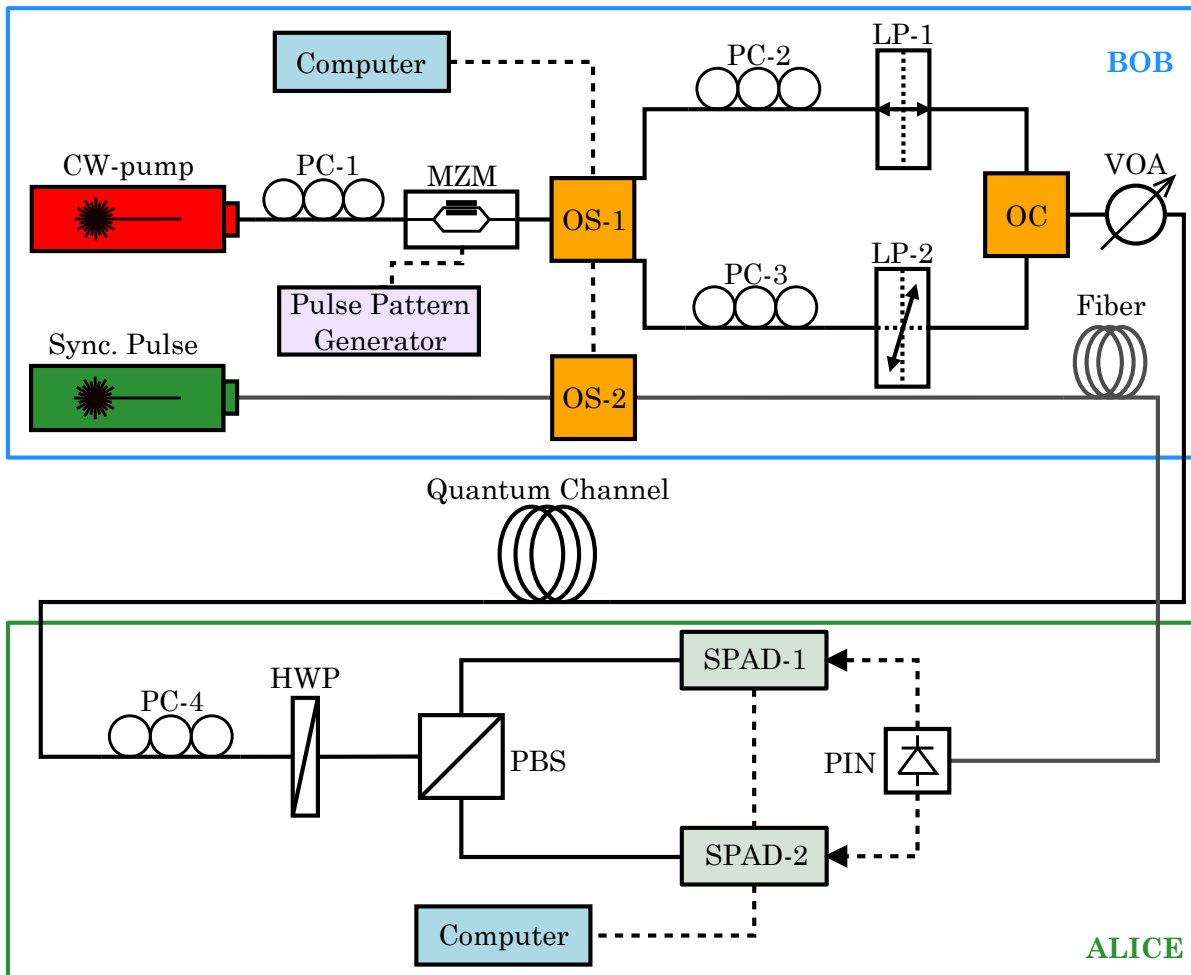 LP-1
PC-2
BOB
Computer
CW-pump
PC-1
MZM
VOA
OS-1
OC
LP-2
PC-3
Pulse Pattern
Generator
Fiber
Sync. Pulse
OS-2
Quantum Channel
SPAD-1
HWP
PC-4
PBS
PIN
SPAD-2
Computer
ALICE